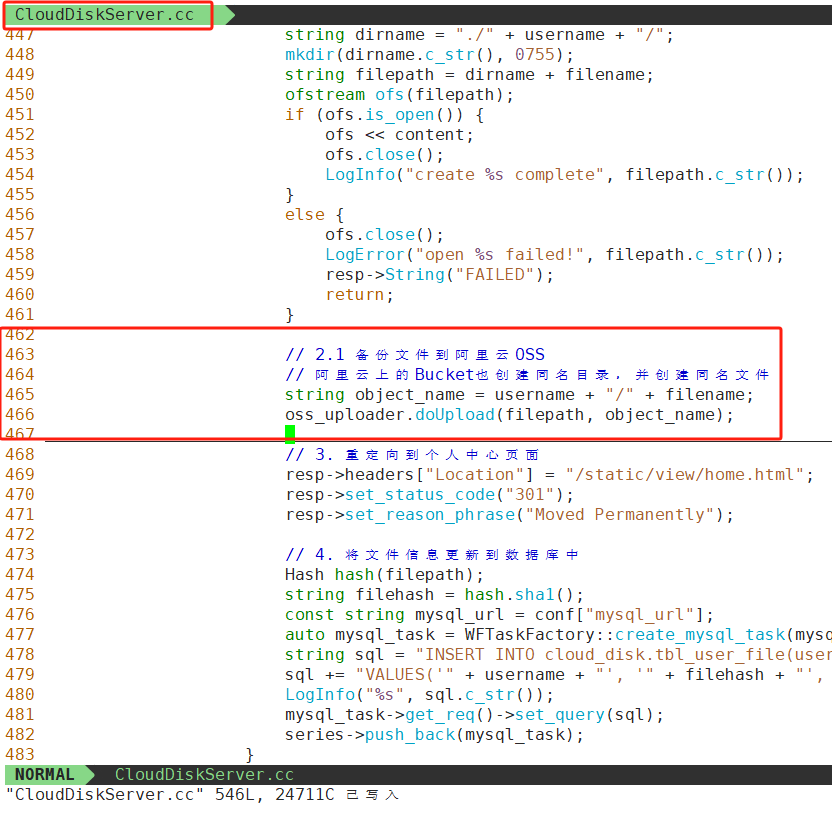 CloudDiskServer.cc
447 string dirname = "./" + username + "/";
448 mkdir(dirname.c_str(), 0755);
449 string filepath = dirname + filename;
450 ofstream ofs(filepath);
451 if (ofs.is_open()) {
452 ofs << content;
453 ofs.close();
454 LogInfo("create %s complete", filepath.c_str());
455 }
456 else {
457 ofs.close();
458 LogError("open %s failed!", filepath.c_str());
459 resp->String("FAILED");
460 return;
461 }
462
463 // 2.1 备份文件到阿里云OSS
464 // 阿里云上的Bucket也创建同名目录，并创建同名文件
465 string object_name = username + "/" + filename;
466 oss_uploader.doUpload(filepath, object_name);
467
468 // 3. 重定向到个人中心页面
469 resp->headers["Location"] = "/static/view/home.html";
470 resp->set_status_code("301");
471 resp->set_reason_phrase("Moved Permanently");
472
473 // 4. 将文件信息更新到数据库中
474 Hash hash(filepath);
475 string filehash = hash.sha1();
476 const string mysql_url = conf["mysql_url"];
477 auto mysql_task = WFTaskFactory::create_mysql_task(mysq
478 string sql = "INSERT INTO cloud_disk.tbl_user_file(user
479 sql += "VALUES('" + username + "', '" + filehash + "',
480 LogInfo("%s", sql.c_str());
481 mysql_task->get_req()->set_query(sql);
482 series->push_back(mysql_task);
483 }
NORMAL CloudDiskServer.cc
"CloudDiskServer.cc" 546L, 24711C 已写入